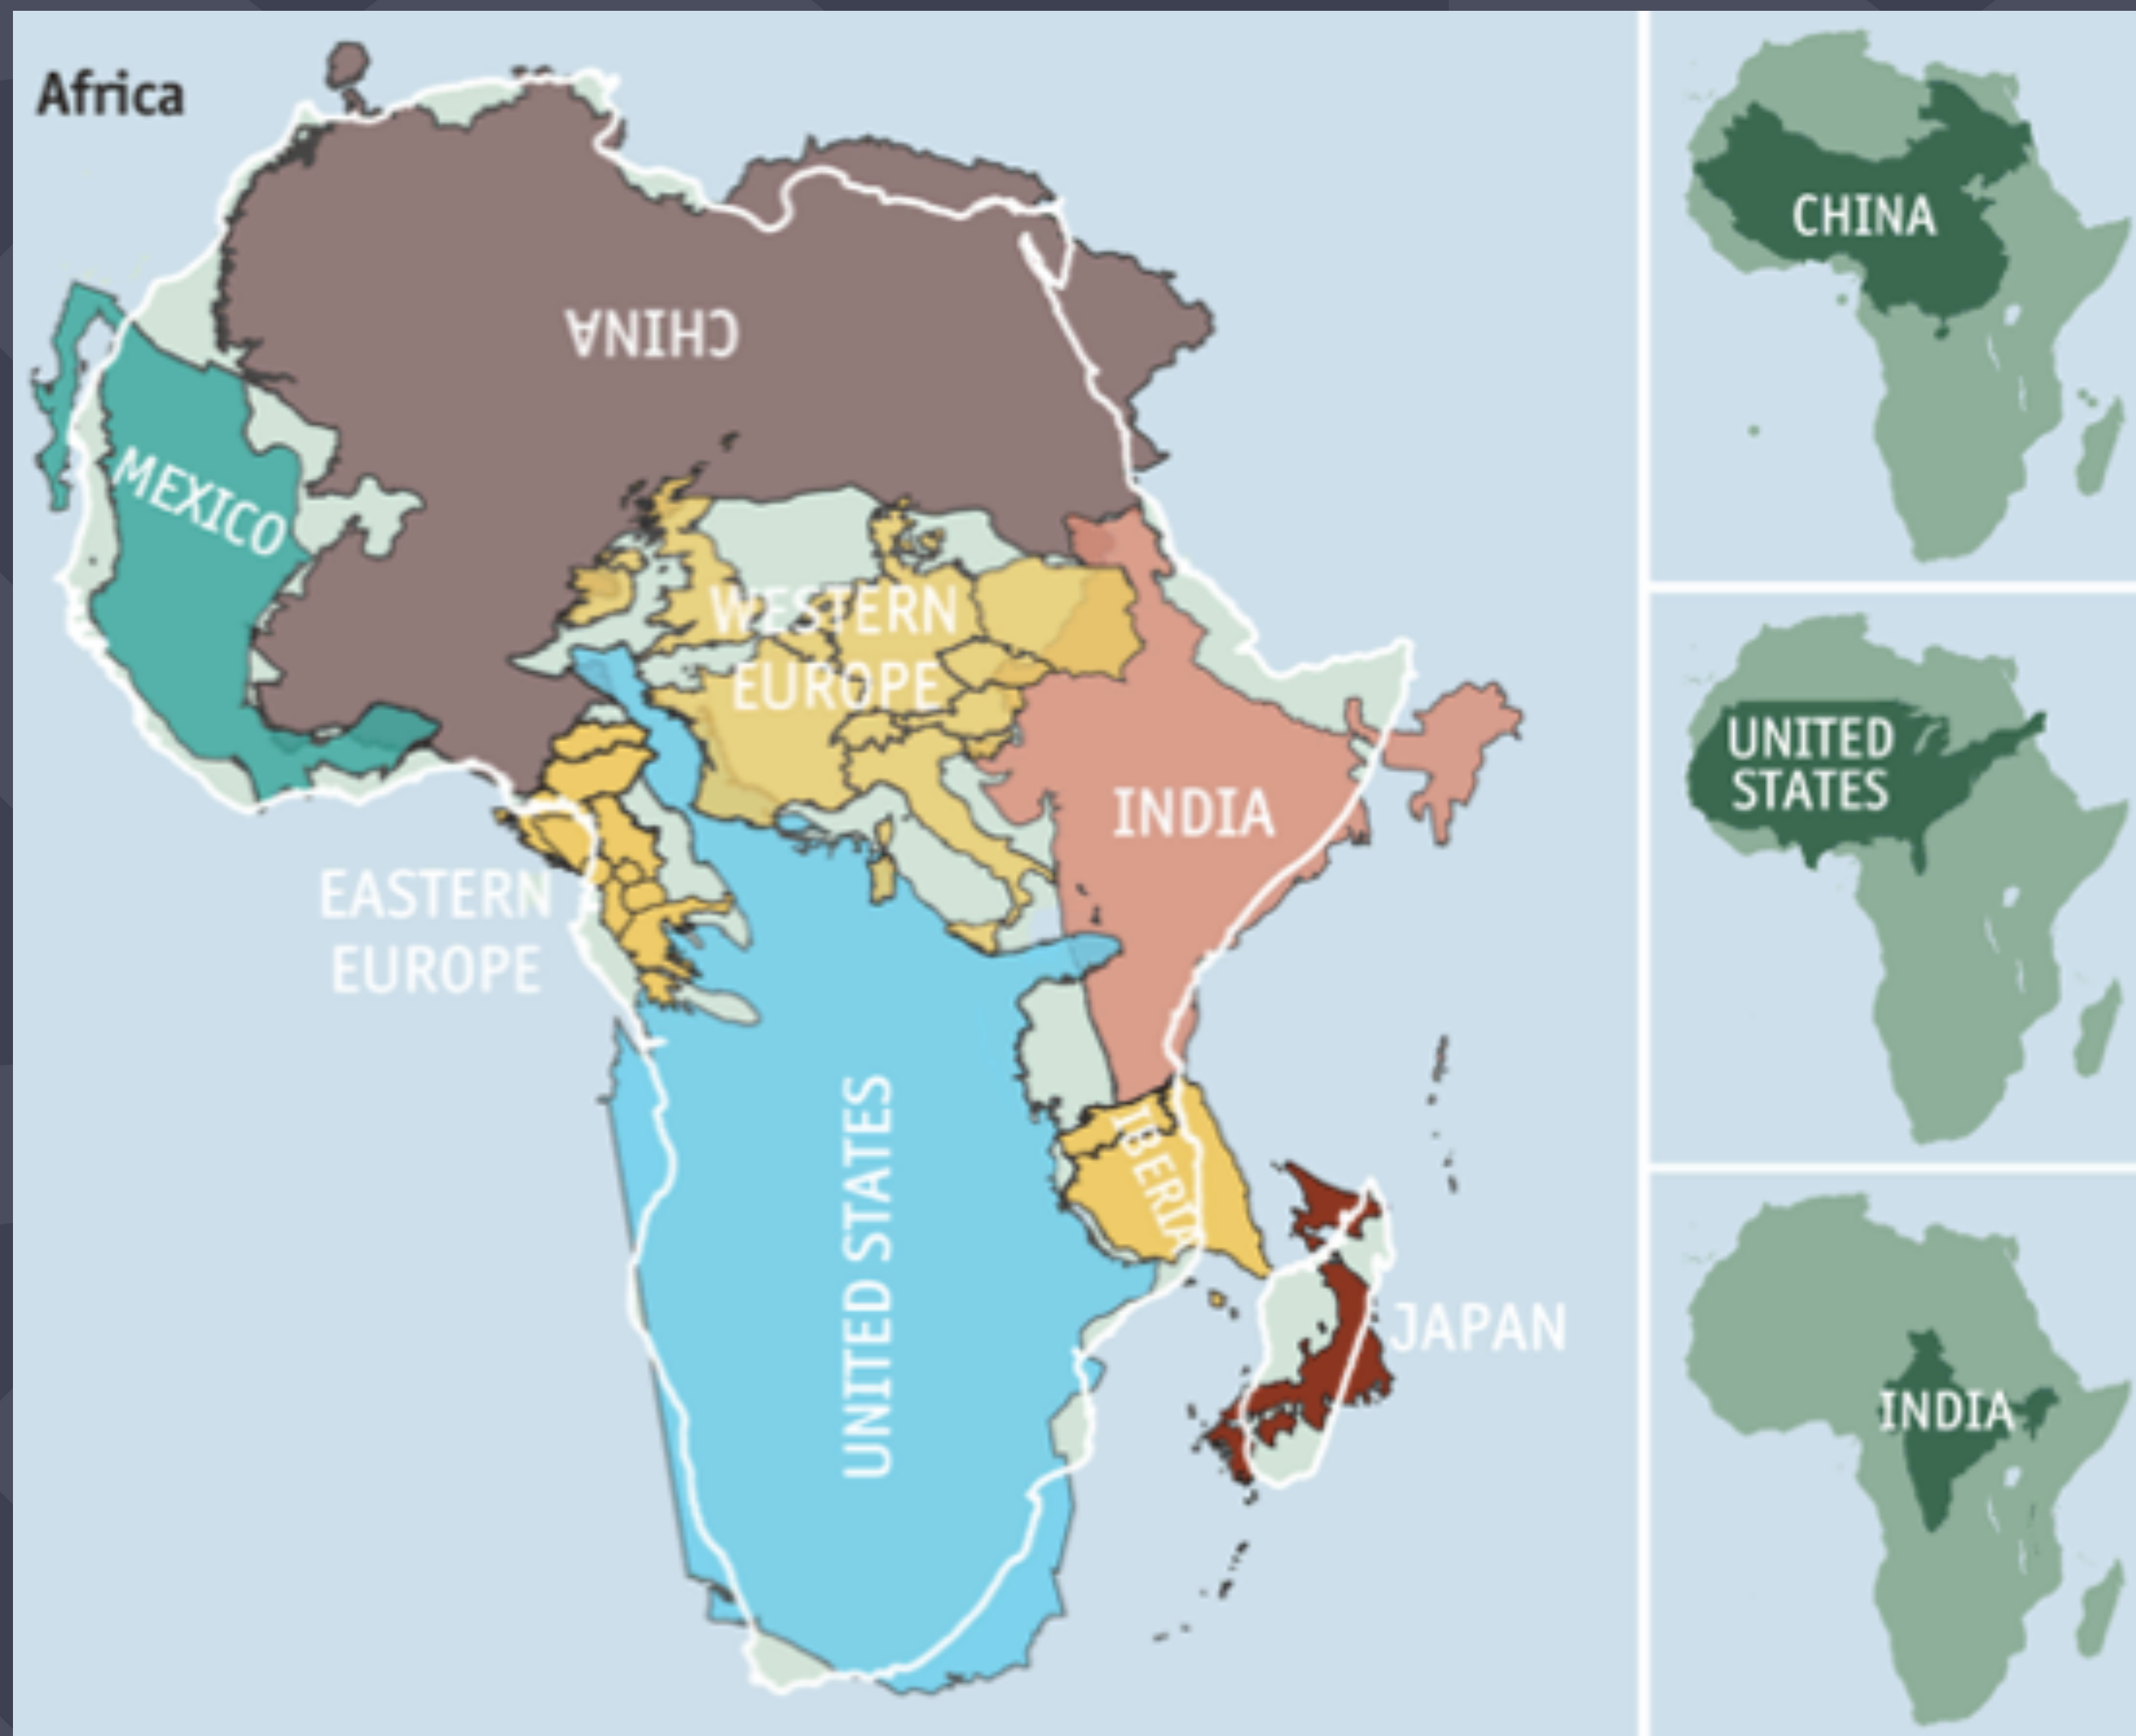 Africa
CHINA
MEXICO
WESTERN
EUROPE
INDIA
EASTERN
EUROPE
UNITED STATES
IBERIA
JAPAN
CHINA
UNITED
STATES
INDIA